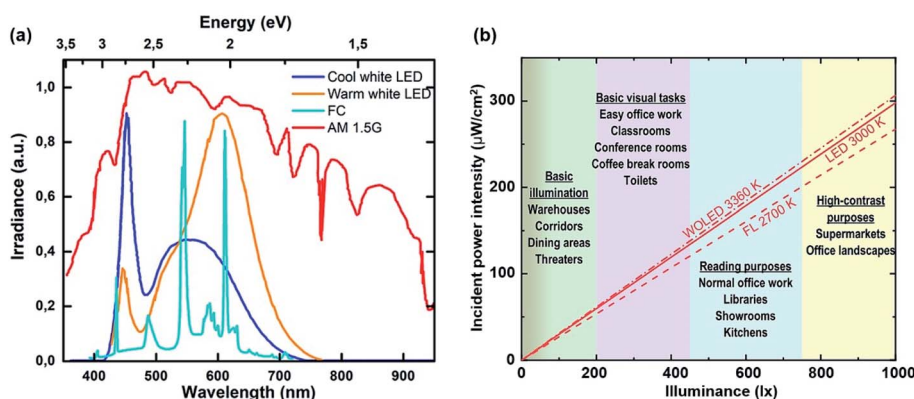 (a)
Energy (eV)
3,5 3 2,5 2 1,5
1,0
0,8
0,6
0,4
0,2
0,0
Irradiance (a.u.)
Cool white LED
Warm white LED
FC
AM 1.5G
400 500 600 700 800 900
Wavelength (nm)
(b)
Incident power intensity (μW/cm²)
300
200
100
0
Basic
illumination
Warehouses
Corridors
Dining areas
Threaters
Basic visual tasks
Easy office work
Classrooms
Conference rooms
Coffee break rooms
Toilets
WOLED 3360 K
LED 3000 K
FL 2700 K
Reading purposes
Normal office work
Libraries
Showrooms
Kitchens
High-contrast
purposes
Supermarkets
Office landscapes
0 200 400 600 800 1000
Illuminance (lx)